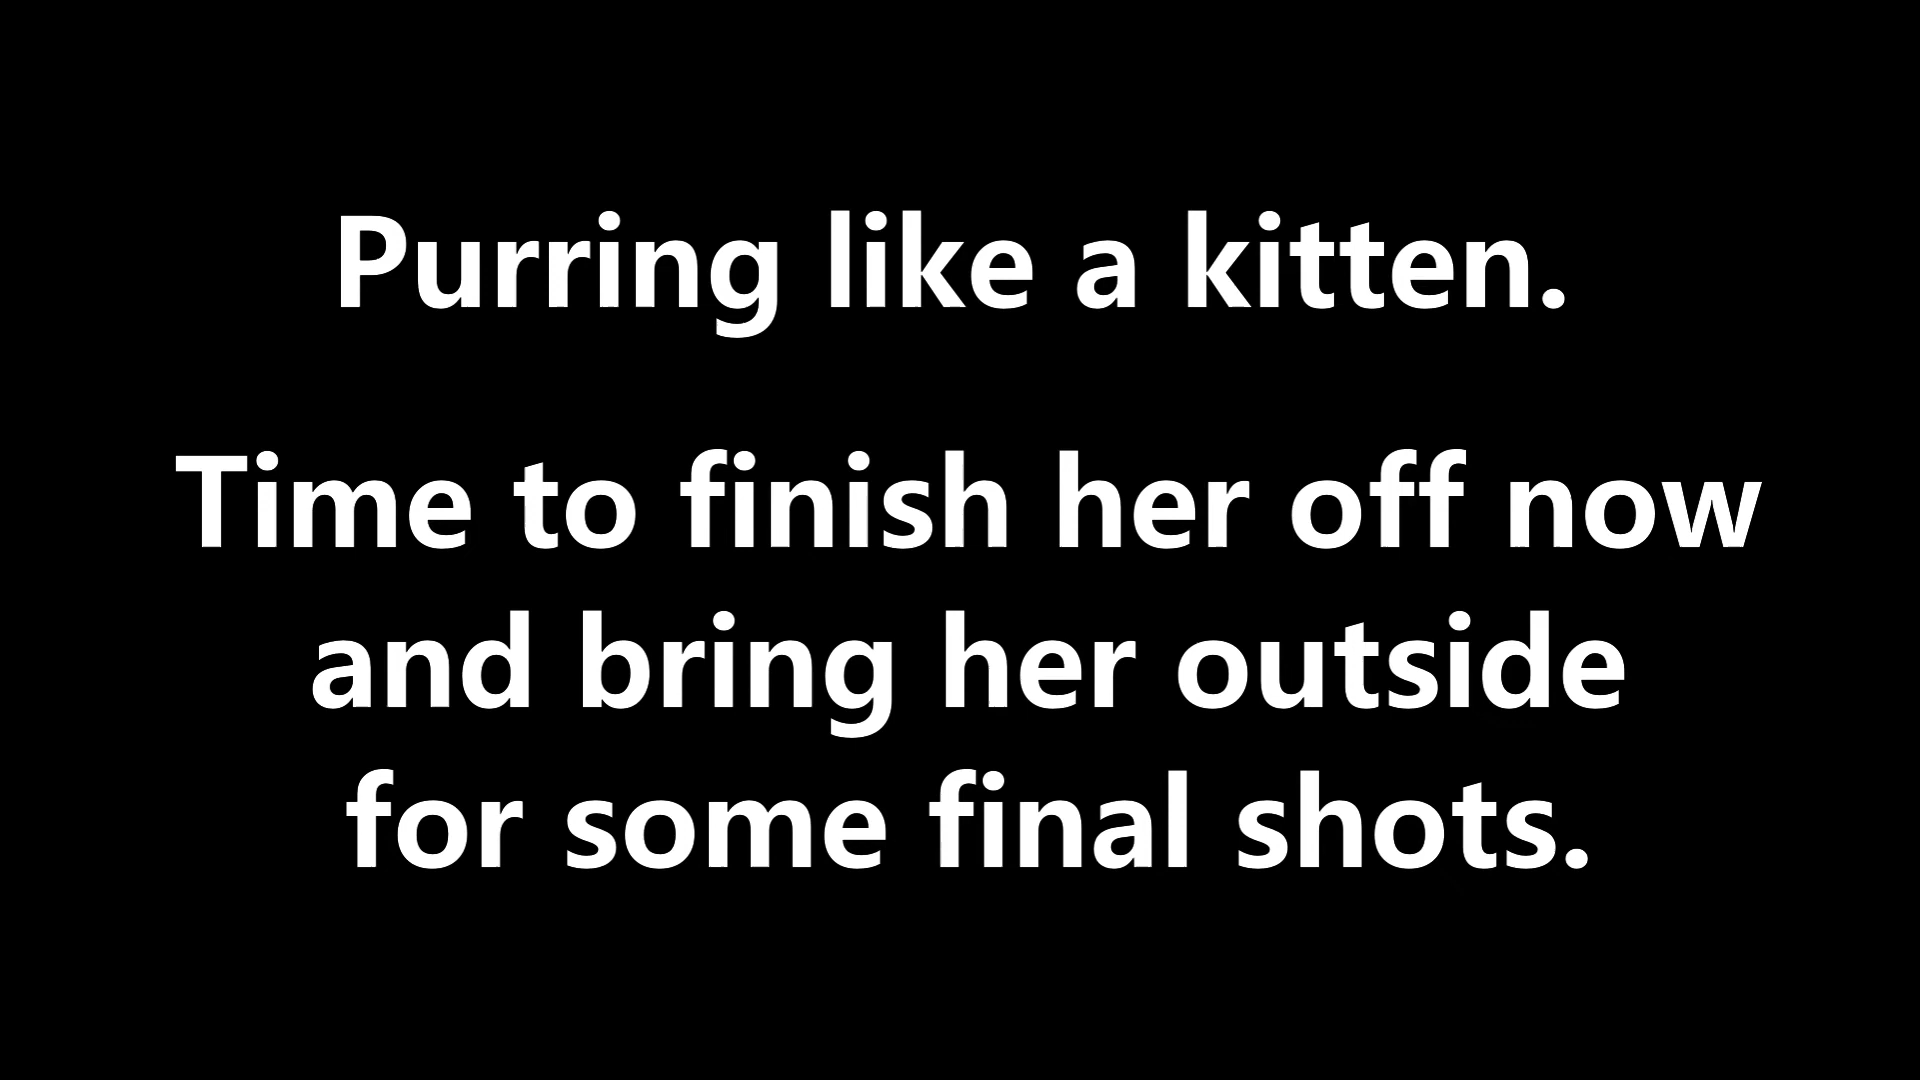 Purring like a kitten.
Time to finish her off now
and bring her outside
for some final shots.